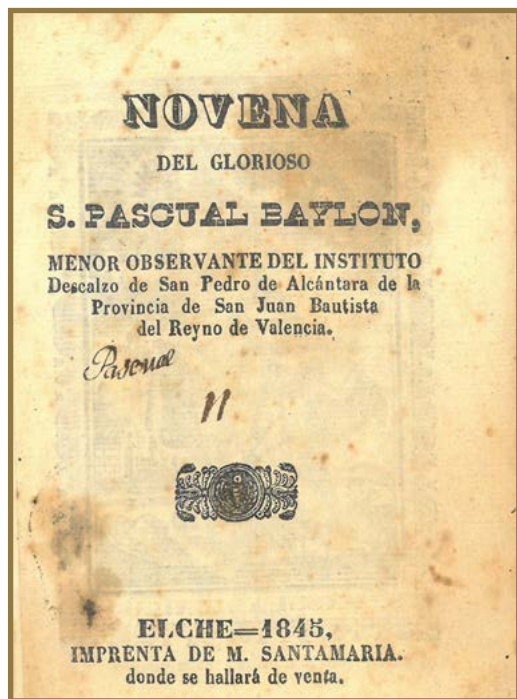 NOVENA
DEL GLORIOSO
S. PASCUAL BAYLON,
MENOR OBSERVANTE DEL INSTITUTO
Descalzo de San Pedro de Alcántara de la
Provincia de San Juan Bautista
del Reyno de Valencia.
Pascual
11
ELCHE=1845,
IMPRENTA DE M. SANTAMARIA.
donde se hallará de venta.